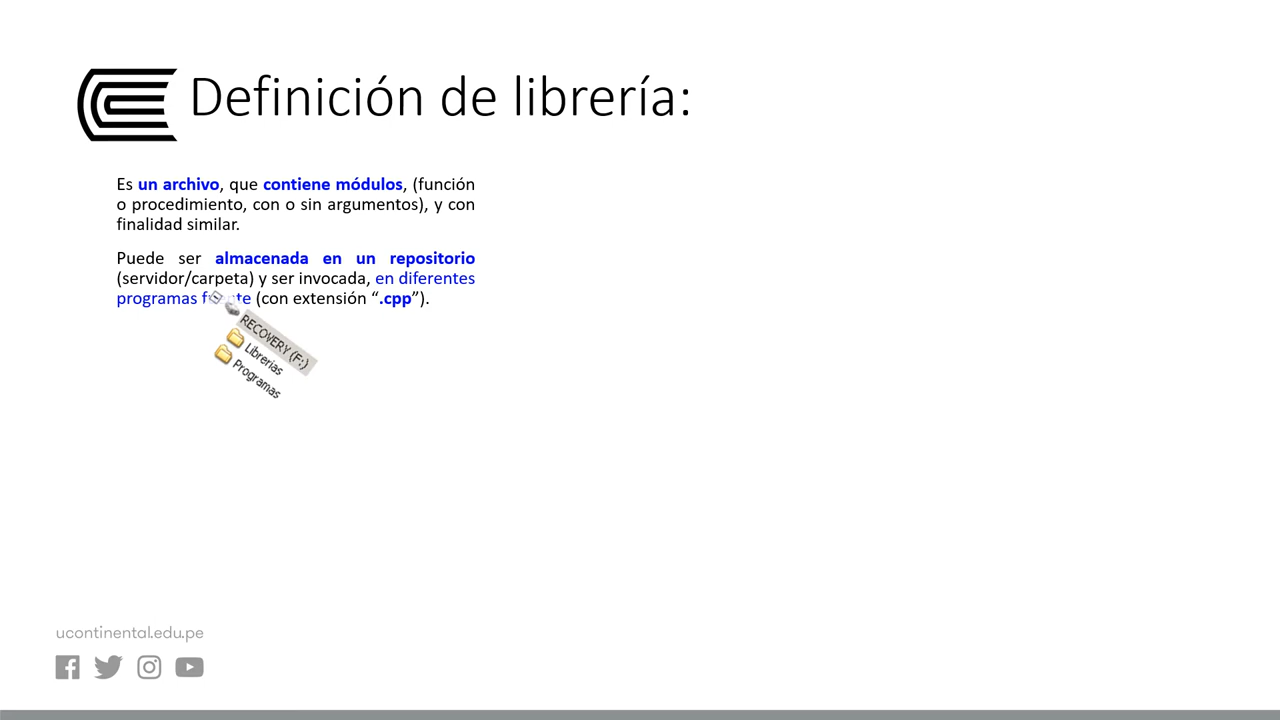 Definición de librería:
Es un archivo, que contiene módulos, (función
o procedimiento, con o sin argumentos), y con
finalidad similar.
Puede ser almacenada en un repositorio
(servidor/carpeta) y ser invocada, en diferentes
programas (con extensión “.cpp”).
RECOVERY (F:)
Librerias
Programas
ucontinental.edu.pe